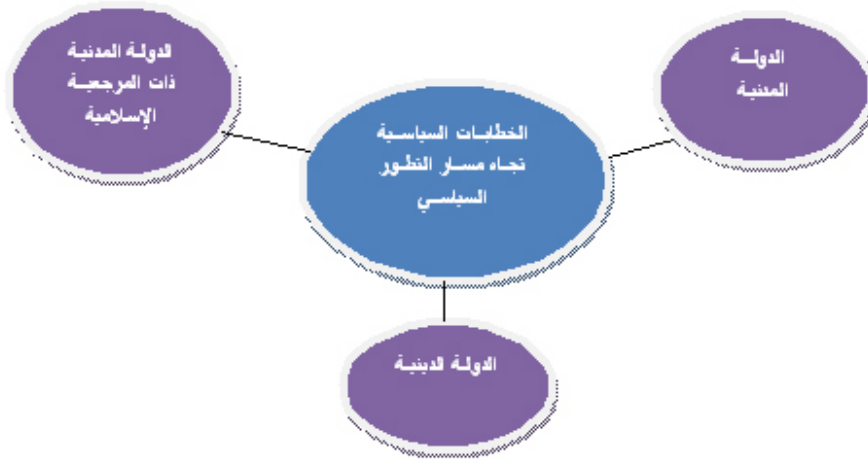 الدولة المدنية
ذات المرجعية
الإسلامية
الدولة
المدنية
الخطابات السياسية
تجاه مسار التطور
السياسي
الدولة الدينية